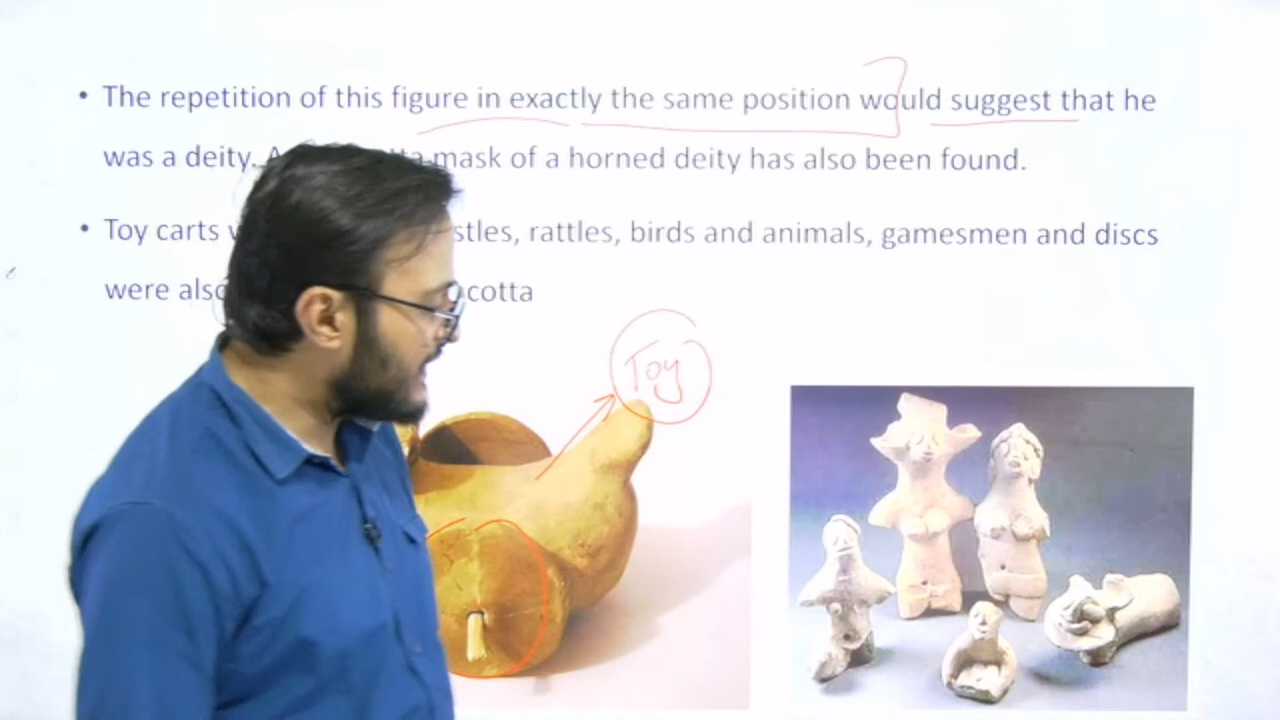 • The repetition of this figure in exactly the same position would suggest that he
was a deity. mask of a horned deity has also been found.
• Toy carts rattles, birds and animals, gamesmen and discs
were also cotta
Toy